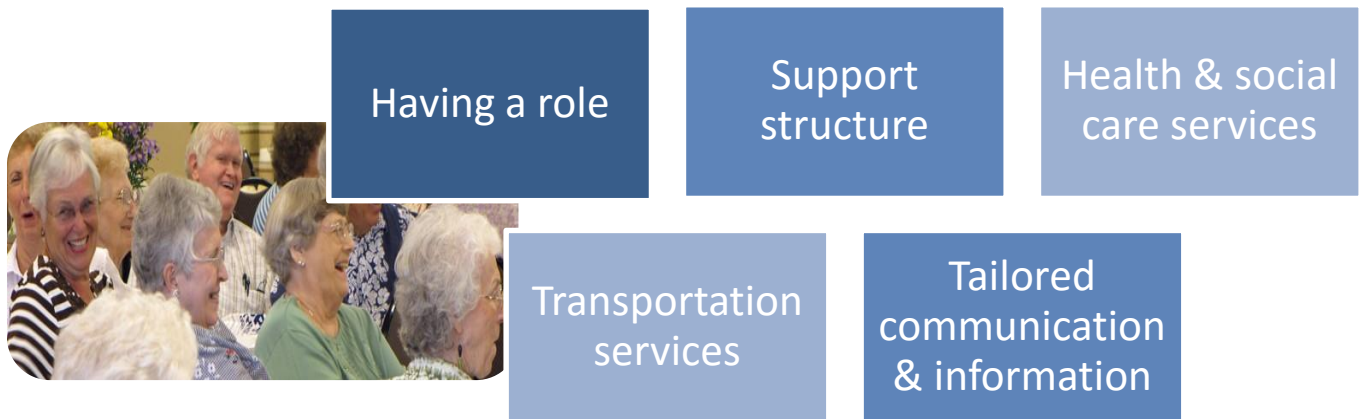 Having a role
Support
structure
Health & social
care services
Transportation
services
Tailored
communication
& information